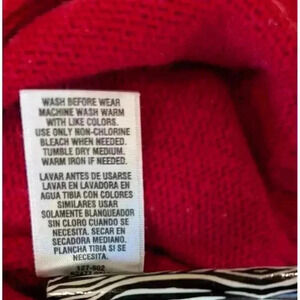 WASH BEFORE WEAR
MACHINE WASH WARM
WITH LIKE COLORS.
USE ONLY NON-CHLORINE
BLEACH WHEN NEEDED.
TUMBLE DRY MEDIUM.
WARM IRON IF NEEDED.
LAVAR ANTES DE USARSE
LAVAR EN LAVADORA EN
AGUA TIBIA CON COLORES
SIMILARES USAR
SOLAMENTE BLANQUEADOR
SIN CLORO CUANDO SE
NECESITA. SECAR EN
SECADORA MEDIANO.
PLANCHA TIBIA SI SE
NECESITA.